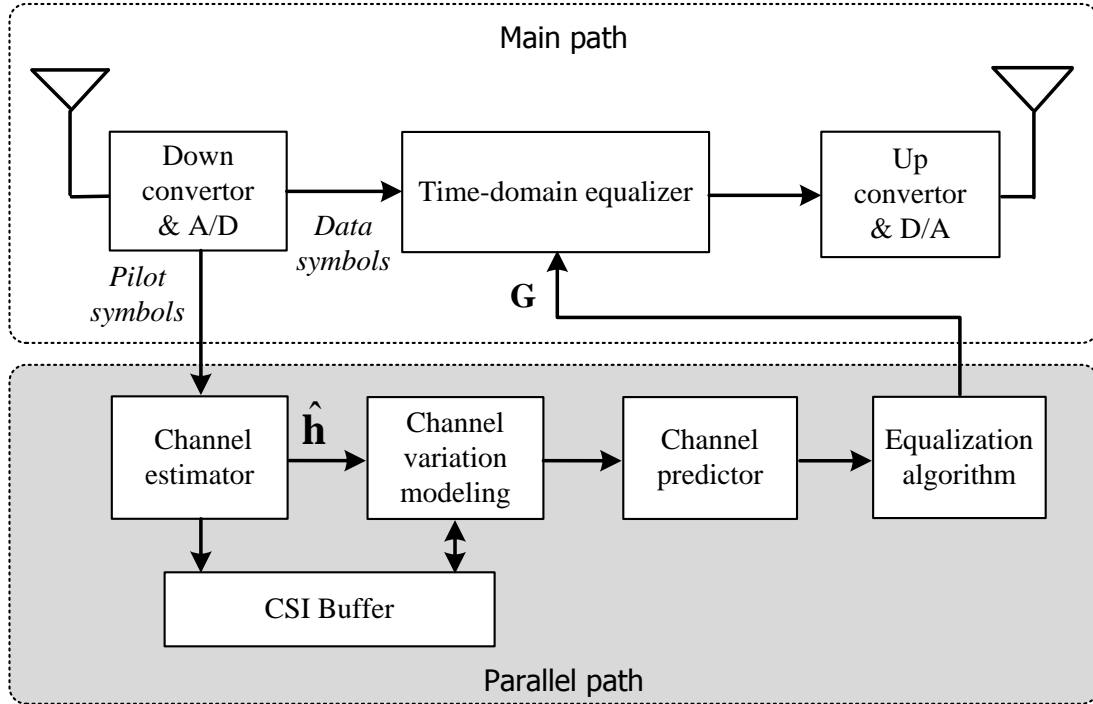 Main path
Down
convertor
& A/D
Data
symbols
Time-domain equalizer
Up
convertor
& D/A
Pilot
symbols
G
Channel
estimator
ĥ
Channel
variation
modeling
Channel
predictor
Equalization
algorithm
CSI Buffer
Parallel path